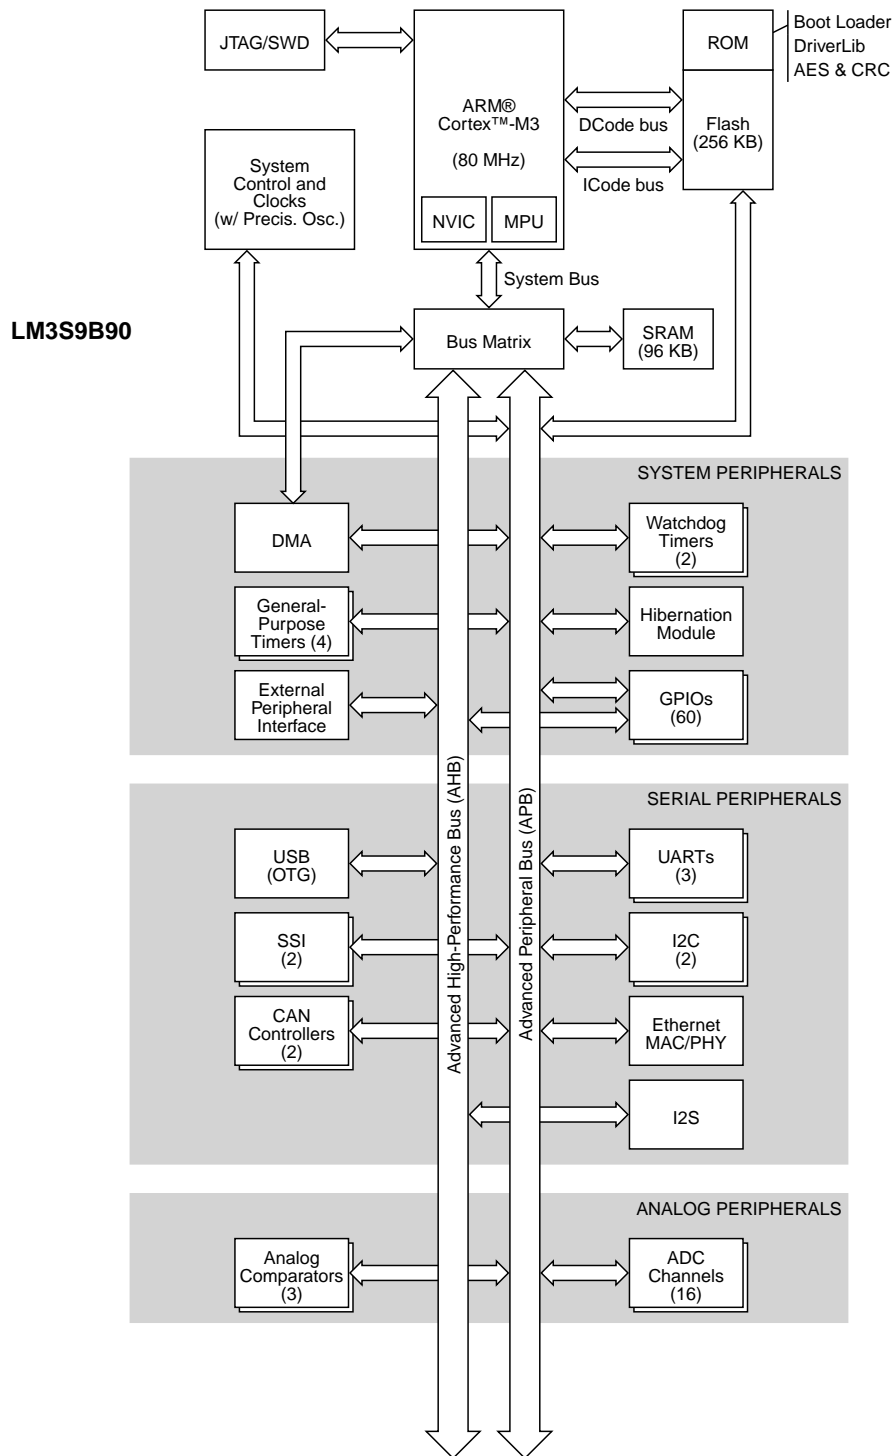 JTAG/SWD
ARM®
Cortex™-M3
(80 MHz)
NVIC
MPU
ROM
Boot Loader
DriverLib
AES & CRC
Flash
(256 KB)
DCode bus
ICode bus
System
Control and
Clocks
(w/ Precis. Osc.)
System Bus
LM3S9B90
Bus Matrix
SRAM
(96 KB)
SYSTEM PERIPHERALS
DMA
Watchdog
Timers
(2)
General-
Purpose
Timers (4)
Hibernation
Module
External
Peripheral
Interface
GPIOs
(60)
Advanced High-Performance Bus (AHB)
Advanced Peripheral Bus (APB)
SERIAL PERIPHERALS
USB
(OTG)
UARTs
(3)
SSI
(2)
I2C
(2)
CAN
Controllers
(2)
Ethernet
MAC/PHY
I2S
ANALOG PERIPHERALS
Analog
Comparators
(3)
ADC
Channels
(16)